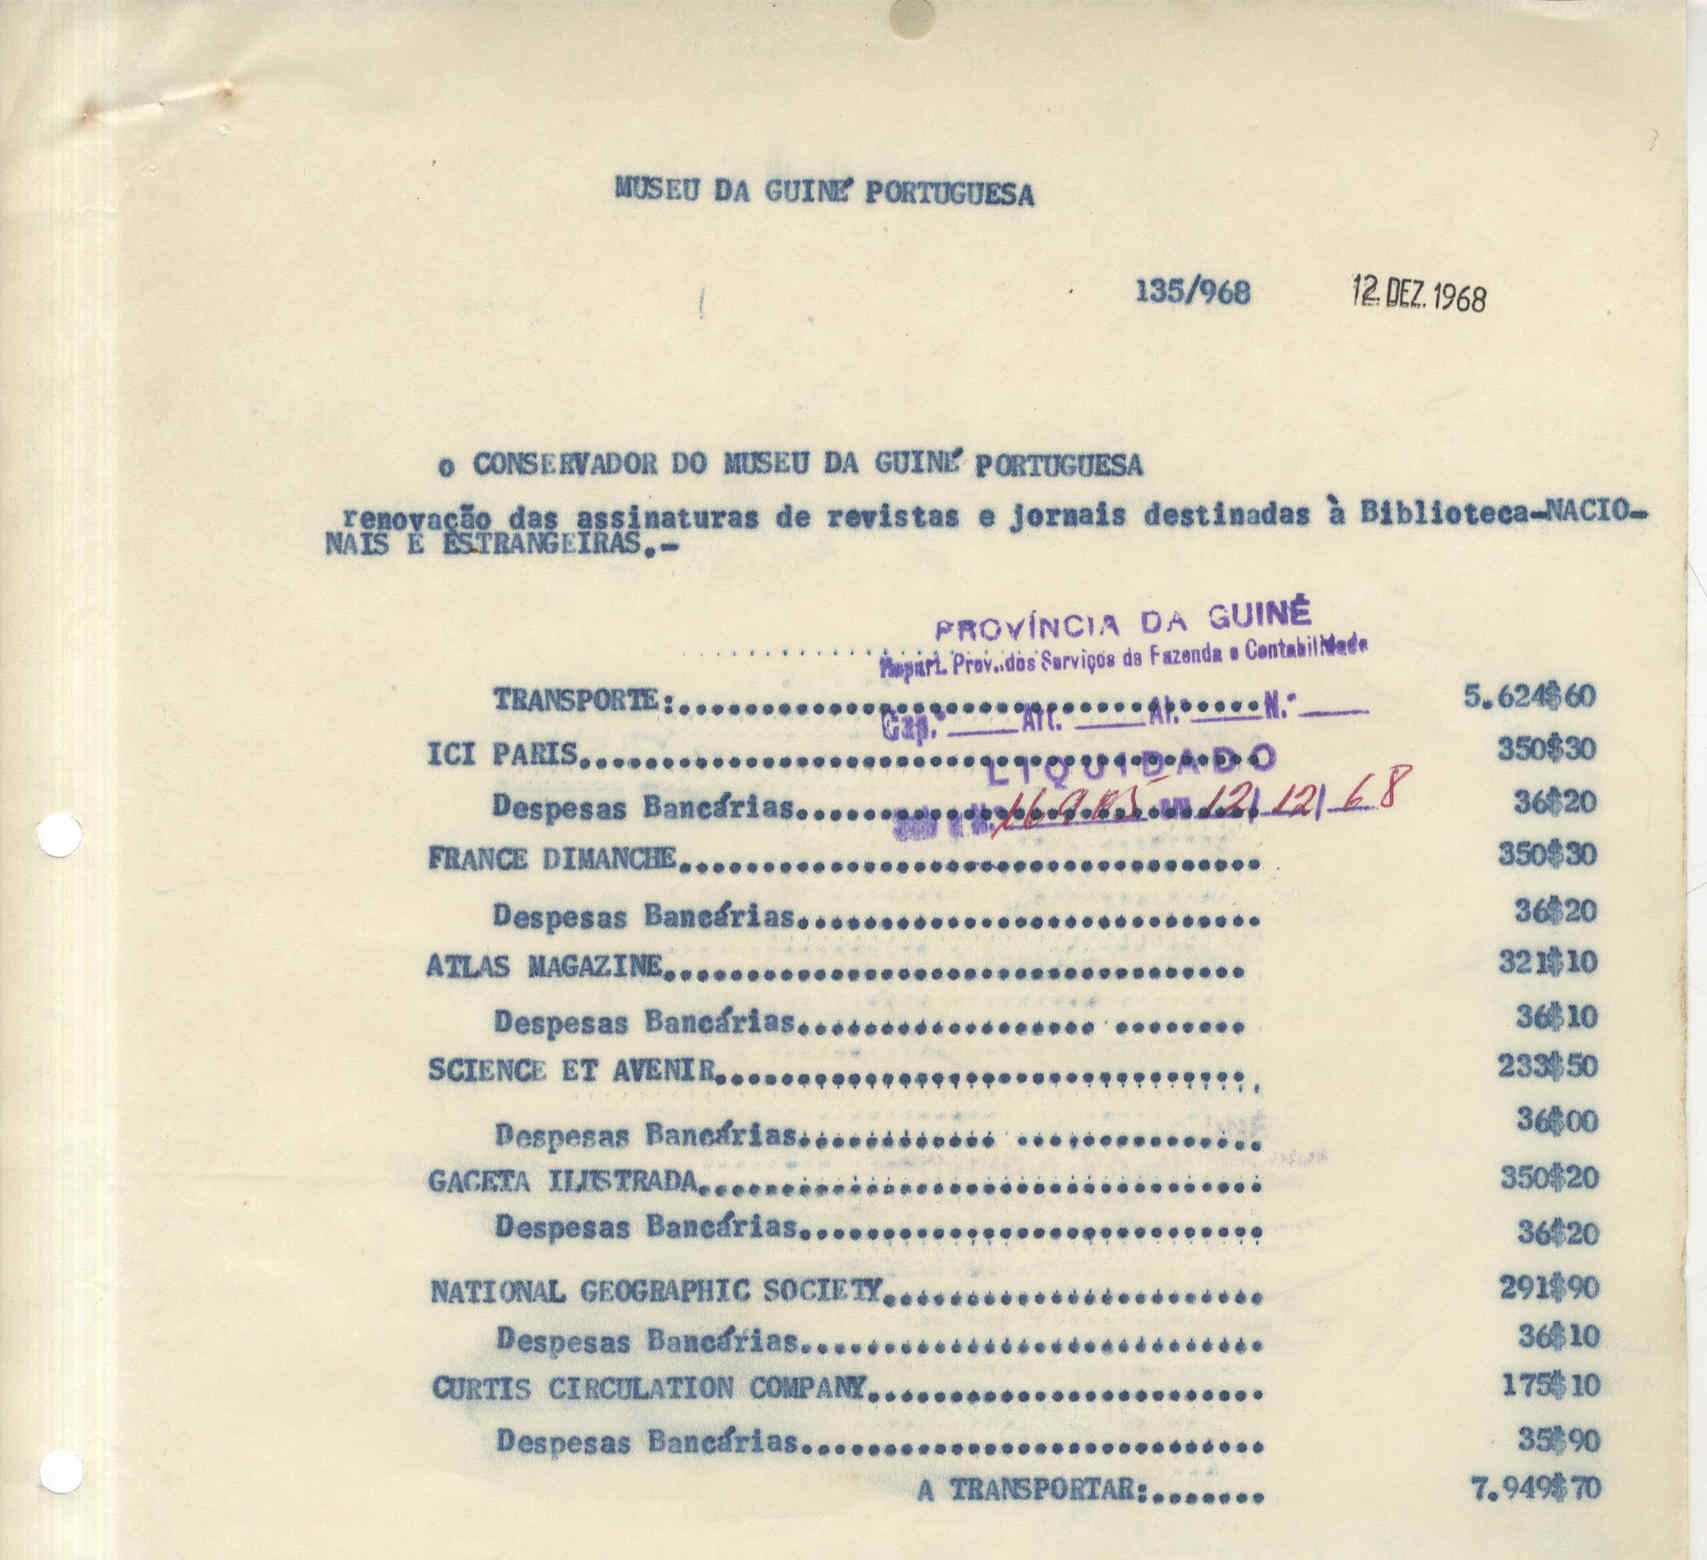 MUSEU DA GUINÉ PORTUGUESA
135/968 12. DEZ. 1968
o CONSERVADOR DO MUSEU DA GUINÉ PORTUGUESA
renovação das assinaturas de revistas e jornais destinadas à Biblioteca-NACIO-
NAIS E ESTRANGEIRAS.-
PROVÍNCIA DA GUINÉ
Repart. Prov. dos Serviços de Fazenda e Contabilidade
TRANSPORTE:................................... 5.624$60
Cap.º ____ Art. ____ Al. ____ N.º ____
ICI PARIS......................................... 350$30
LIQUIDADO
Despesas Bancárias............................ 36$20
12/12/68
FRANCE DIMANCHE................................... 350$30
Despesas Bancárias............................ 36$20
ATLAS MAGAZINE................................... 321$10
Despesas Bancárias.................. ........ 36$10
SCIENCE ET AVENIR................................ 233$50
Despesas Bancárias............ ............... 36$00
GACETA ILUSTRADA.................................. 350$20
Despesas Bancárias............................ 36$20
NATIONAL GEOGRAPHIC SOCIETY....................... 291$90
Despesas Bancárias............................ 36$10
CURTIS CIRCULATION COMPANY........................ 175$10
Despesas Bancárias............................ 35$90
A TRANSPORTAR:....... 7.949$70